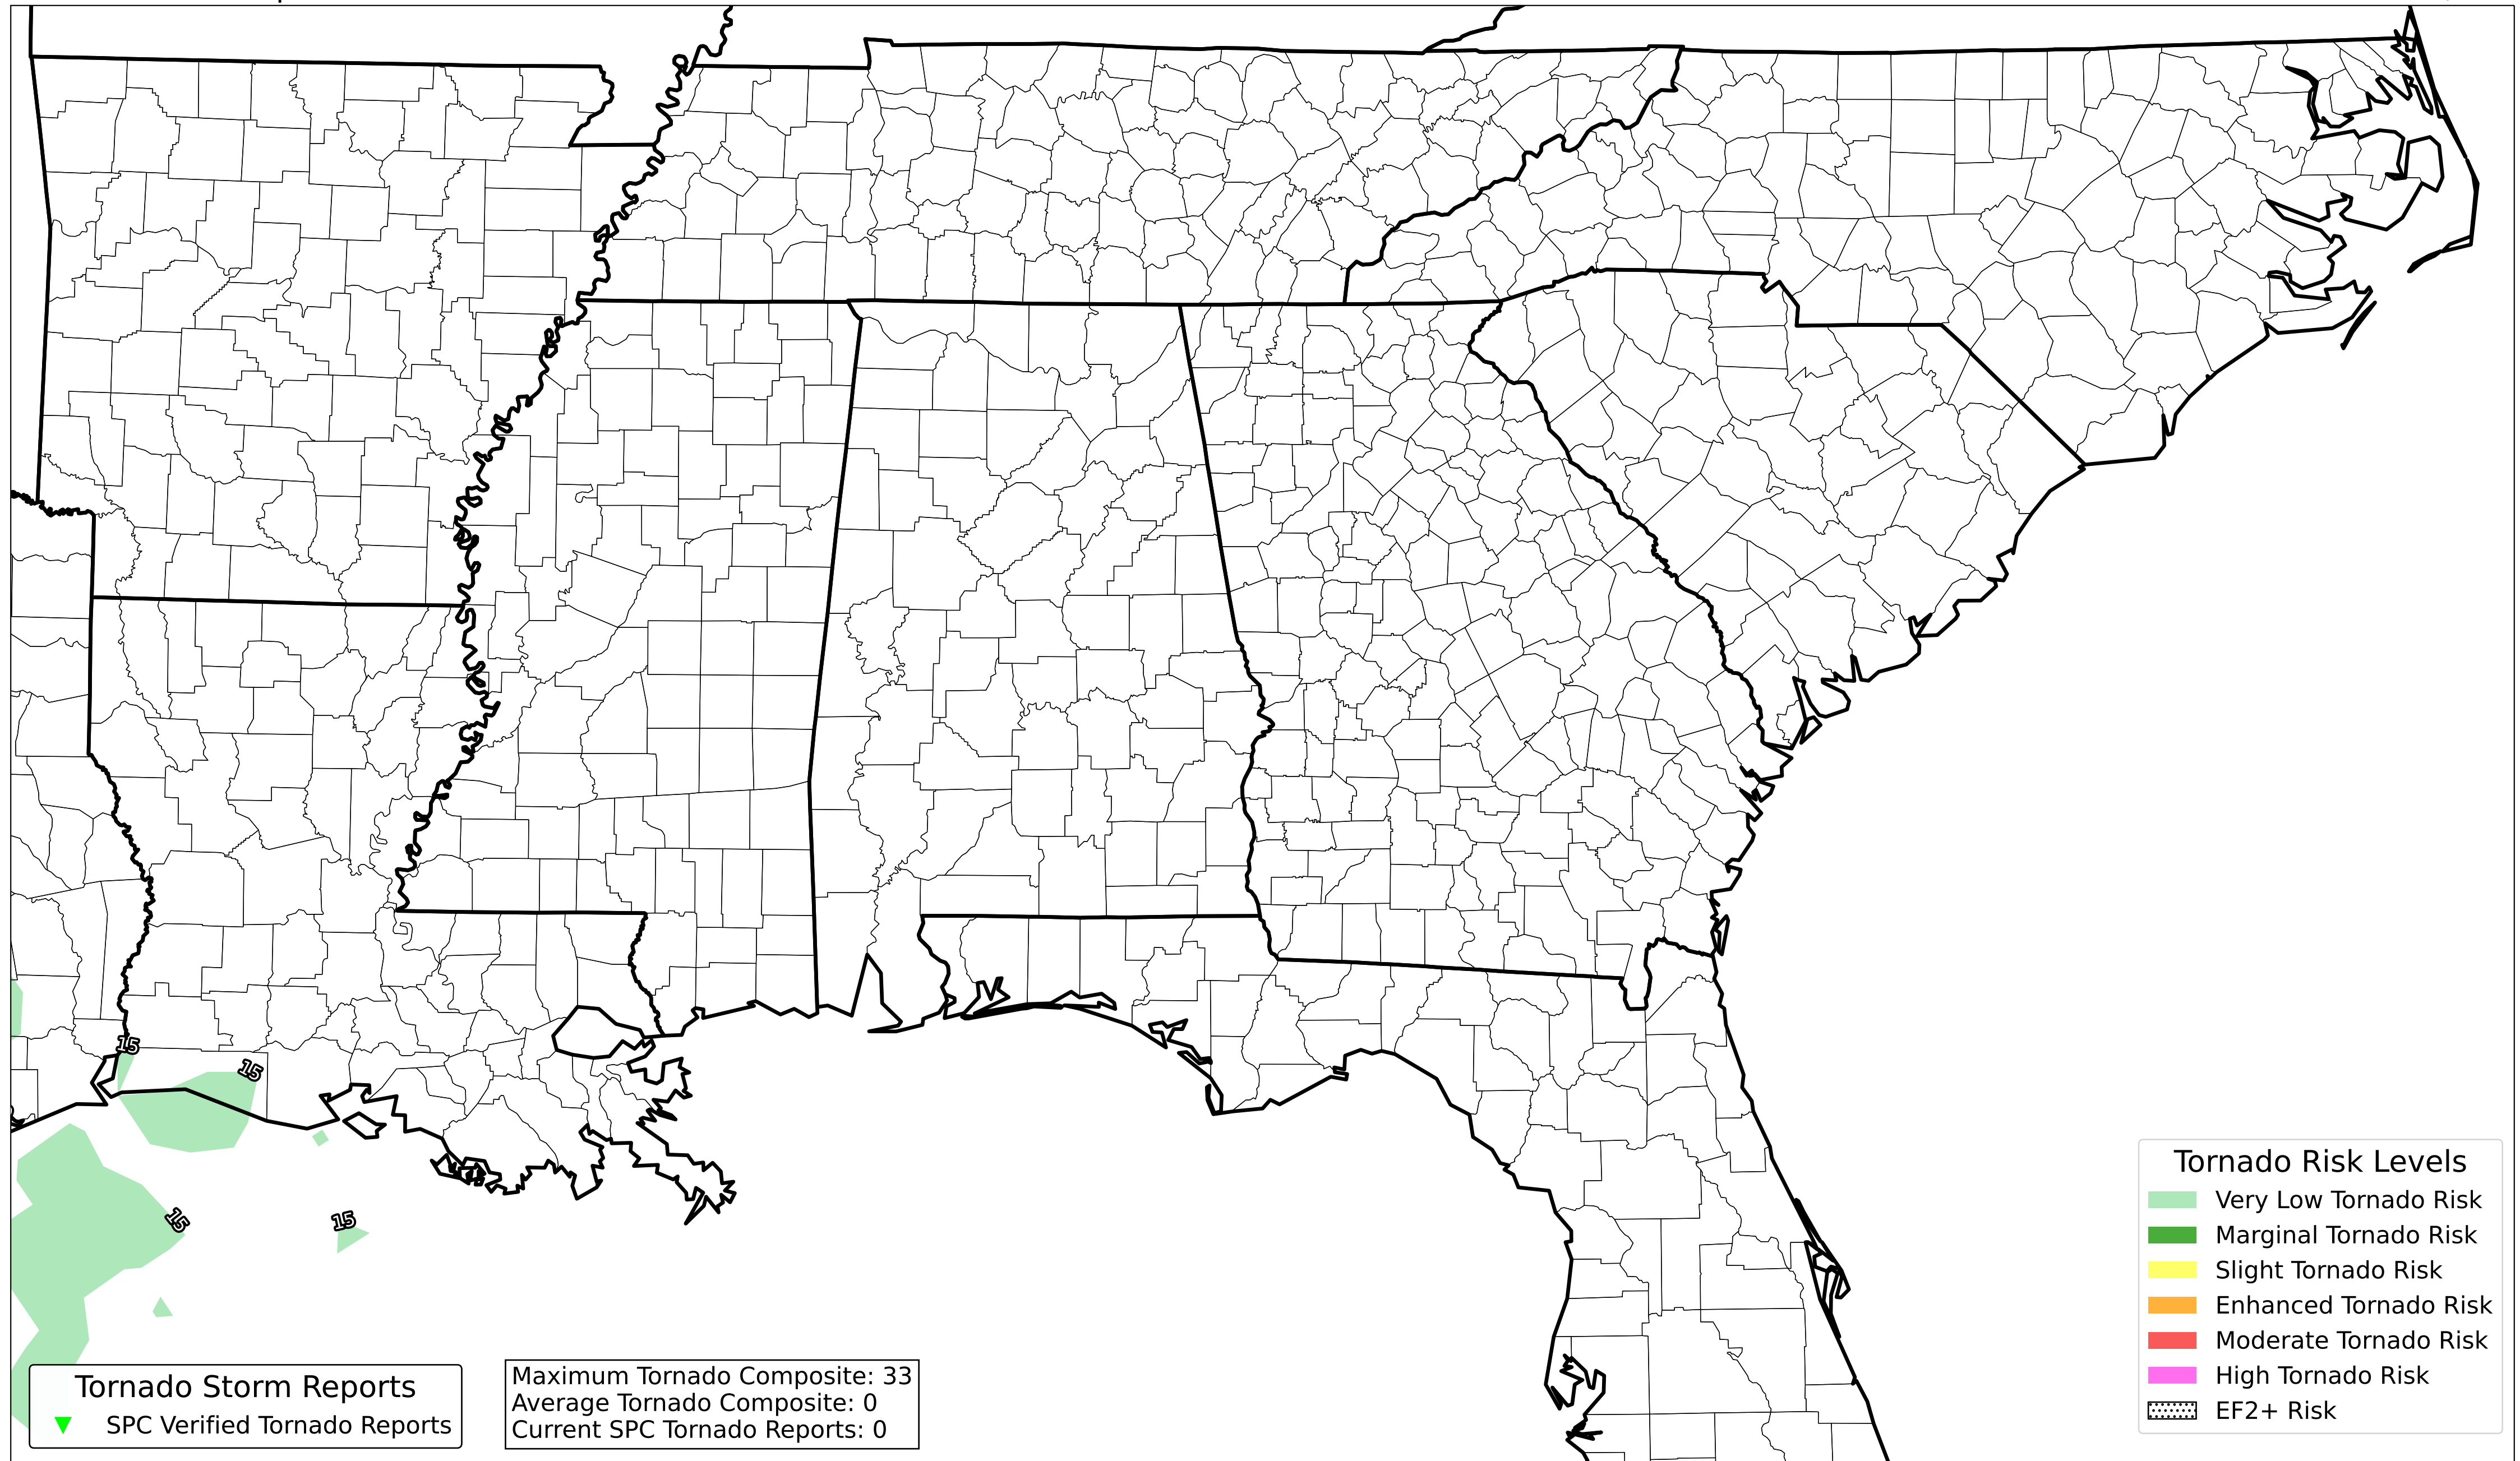 15
15
15
15
Tornado Risk Levels
Very Low Tornado Risk
Marginal Tornado Risk
Slight Tornado Risk
Enhanced Tornado Risk
Moderate Tornado Risk
High Tornado Risk
EF2+ Risk
Tornado Storm Reports
SPC Verified Tornado Reports
Maximum Tornado Composite: 33
Average Tornado Composite: 0
Current SPC Tornado Reports: 0